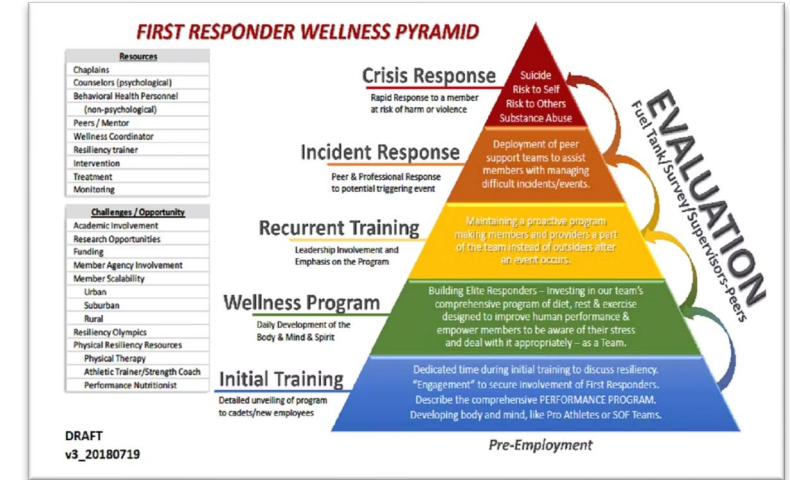 FIRST RESPONDER WELLNESS PYRAMID
Resources
Chaplains
Counselors (psychological)
Behavioral Health Personnel
(non-psychological)
Peers / Mentor
Wellness Coordinator
Resiliency trainer
Intervention
Treatment
Monitoring
Challenges / Opportunity
Academic Involvement
Research Opportunities
Funding
Member Agency Involvement
Member Scalability
Urban
Suburban
Rural
Resiliency Olympics
Physical Resiliency Resources
Physical Therapy
Athletic Trainer/Strength Coach
Performance Nutritionist
DRAFT
v3_20180719
Crisis Response
Rapid Response to a member
at risk of harm or violence
Suicide
Risk to Self
Risk to Others
Substance Abuse
Incident Response
Peer & Professional Response
to potential triggering event
Deployment of peer
support teams to assist
members with managing
difficult incidents/events.
Recurrent Training
Leadership Involvement and
Emphasis on the Program
Maintaining a proactive program
making members and providers a part
of the team instead of outsiders after
an event occurs.
Wellness Program
Daily Development of the
Body & Mind & Spirit
Building Elite Responders – Investing in our team's
comprehensive program of diet, rest & exercise
designed to improve human performance &
empower members to be aware of their stress
and deal with it appropriately – as a Team.
Initial Training
Detailed unveiling of program
to cadets/new employees
Dedicated time during initial training to discuss resiliency.
"Engagement" to secure involvement of First Responders.
Describe the comprehensive PERFORMANCE PROGRAM.
Developing body and mind, like Pro Athletes or SOF Teams.
Pre-Employment
EVALUATION
Fuel Tank/Survey/Supervisors-Peers